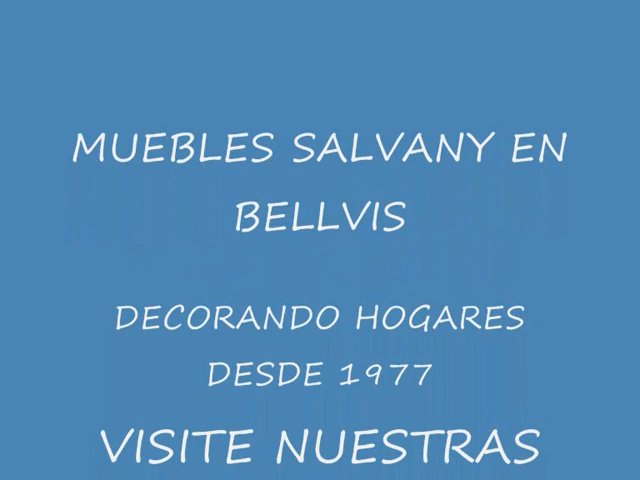 MUEBLES SALVANY EN
BELLVIS
DECORANDO HOGARES
DESDE 1977
VISITE NUESTRAS